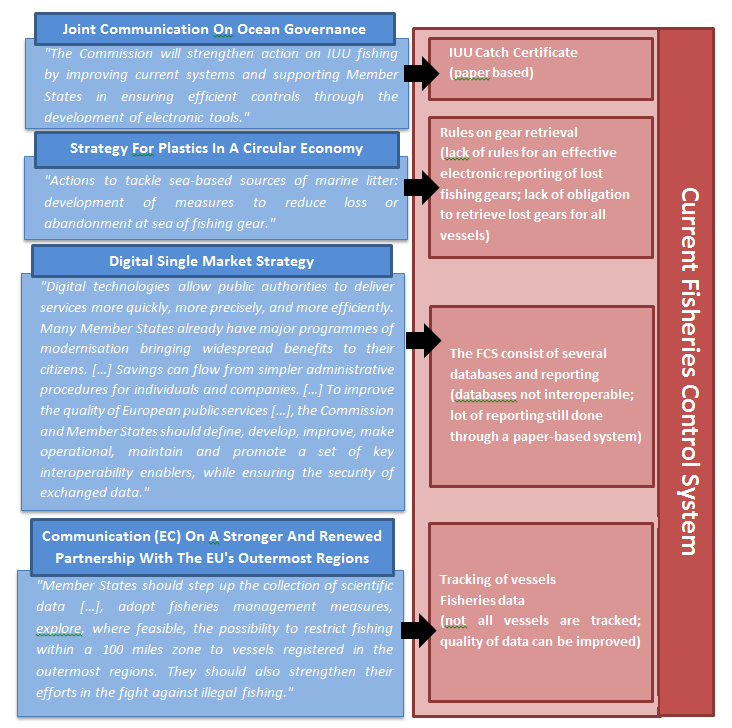 Joint Communication On Ocean Governance
"The Commission will strengthen action on IUU fishing
by improving current systems and supporting Member
States in ensuring efficient controls through the
development of electronic tools."
IUU Catch Certificate
(paper based)
Strategy For Plastics In A Circular Economy
"Actions to tackle sea-based sources of marine litter:
development of measures to reduce loss or
abandonment at sea of fishing gear."
Rules on gear retrieval
(lack of rules for an effective
electronic reporting of lost
fishing gears; lack of obligation
to retrieve lost gears for all
vessels)
Digital Single Market Strategy
"Digital technologies allow public authorities to deliver
services more quickly, more precisely, and more efficiently.
Many Member States already have major programmes of
modernisation bringing widespread benefits to their
citizens. […] Savings can flow from simpler administrative
procedures for individuals and companies. […] To improve
the quality of European public services […], the Commission
and Member States should define, develop, improve, make
operational, maintain and promote a set of key
interoperability enablers, while ensuring the security of
exchanged data."
The FCS consist of several
databases and reporting
(databases not interoperable;
lot of reporting still done
through a paper-based system)
Communication (EC) On A Stronger And Renewed
Partnership With The EU's Outermost Regions
"Member States should step up the collection of scientific
data […], adopt fisheries management measures,
explore, where feasible, the possibility to restrict fishing
within a 100 miles zone to vessels registered in the
outermost regions. They should also strengthen their
efforts in the fight against illegal fishing."
Tracking of vessels
Fisheries data
(not all vessels are tracked;
quality of data can be improved)
Current Fisheries Control System